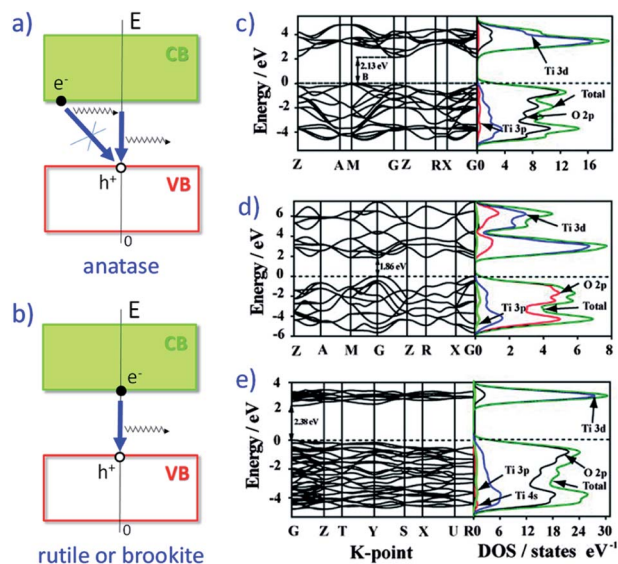 a)
E
CB
e-
h+
VB
0
anatase
b)
E
CB
e-
h+
VB
0
rutile or brookite
c)
Energy / eV
4
2
0
-2
-4
2.13 eV
B
Z A M G Z R X G
0 4 8 12 16
Ti 3d
Total
O 2p
Ti 3p
d)
Energy / eV
6
4
2
0
-2
-4
-6
1.86 eV
Z A M G Z R X G
0 2 4 6 8
Ti 3d
O 2p
Total
Ti 3p
e)
Energy / eV
4
2
0
-2
-4
2.38 eV
G Z T Y S X U R
0 6 12 18 24 30
Ti 3d
O 2p
Ti 3p
Total
Ti 4s
K-point
DOS / states eV-1